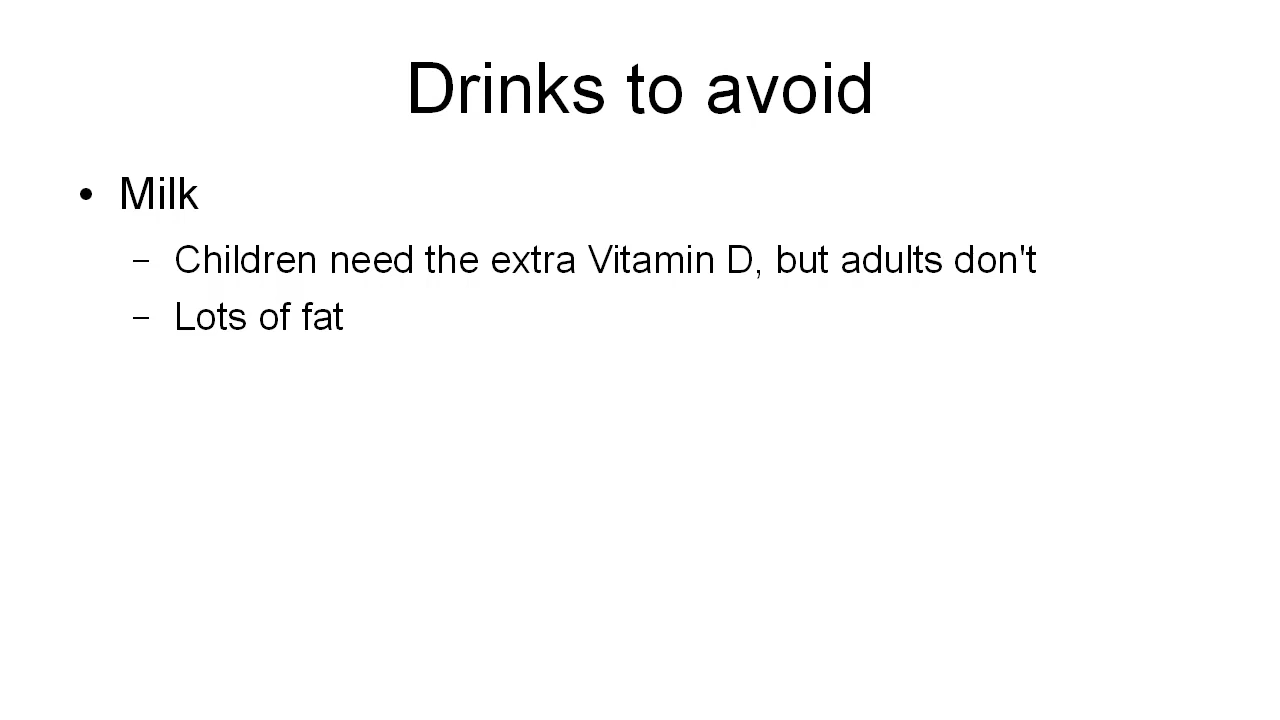 Drinks to avoid
• Milk
– Children need the extra Vitamin D, but adults don't
– Lots of fat